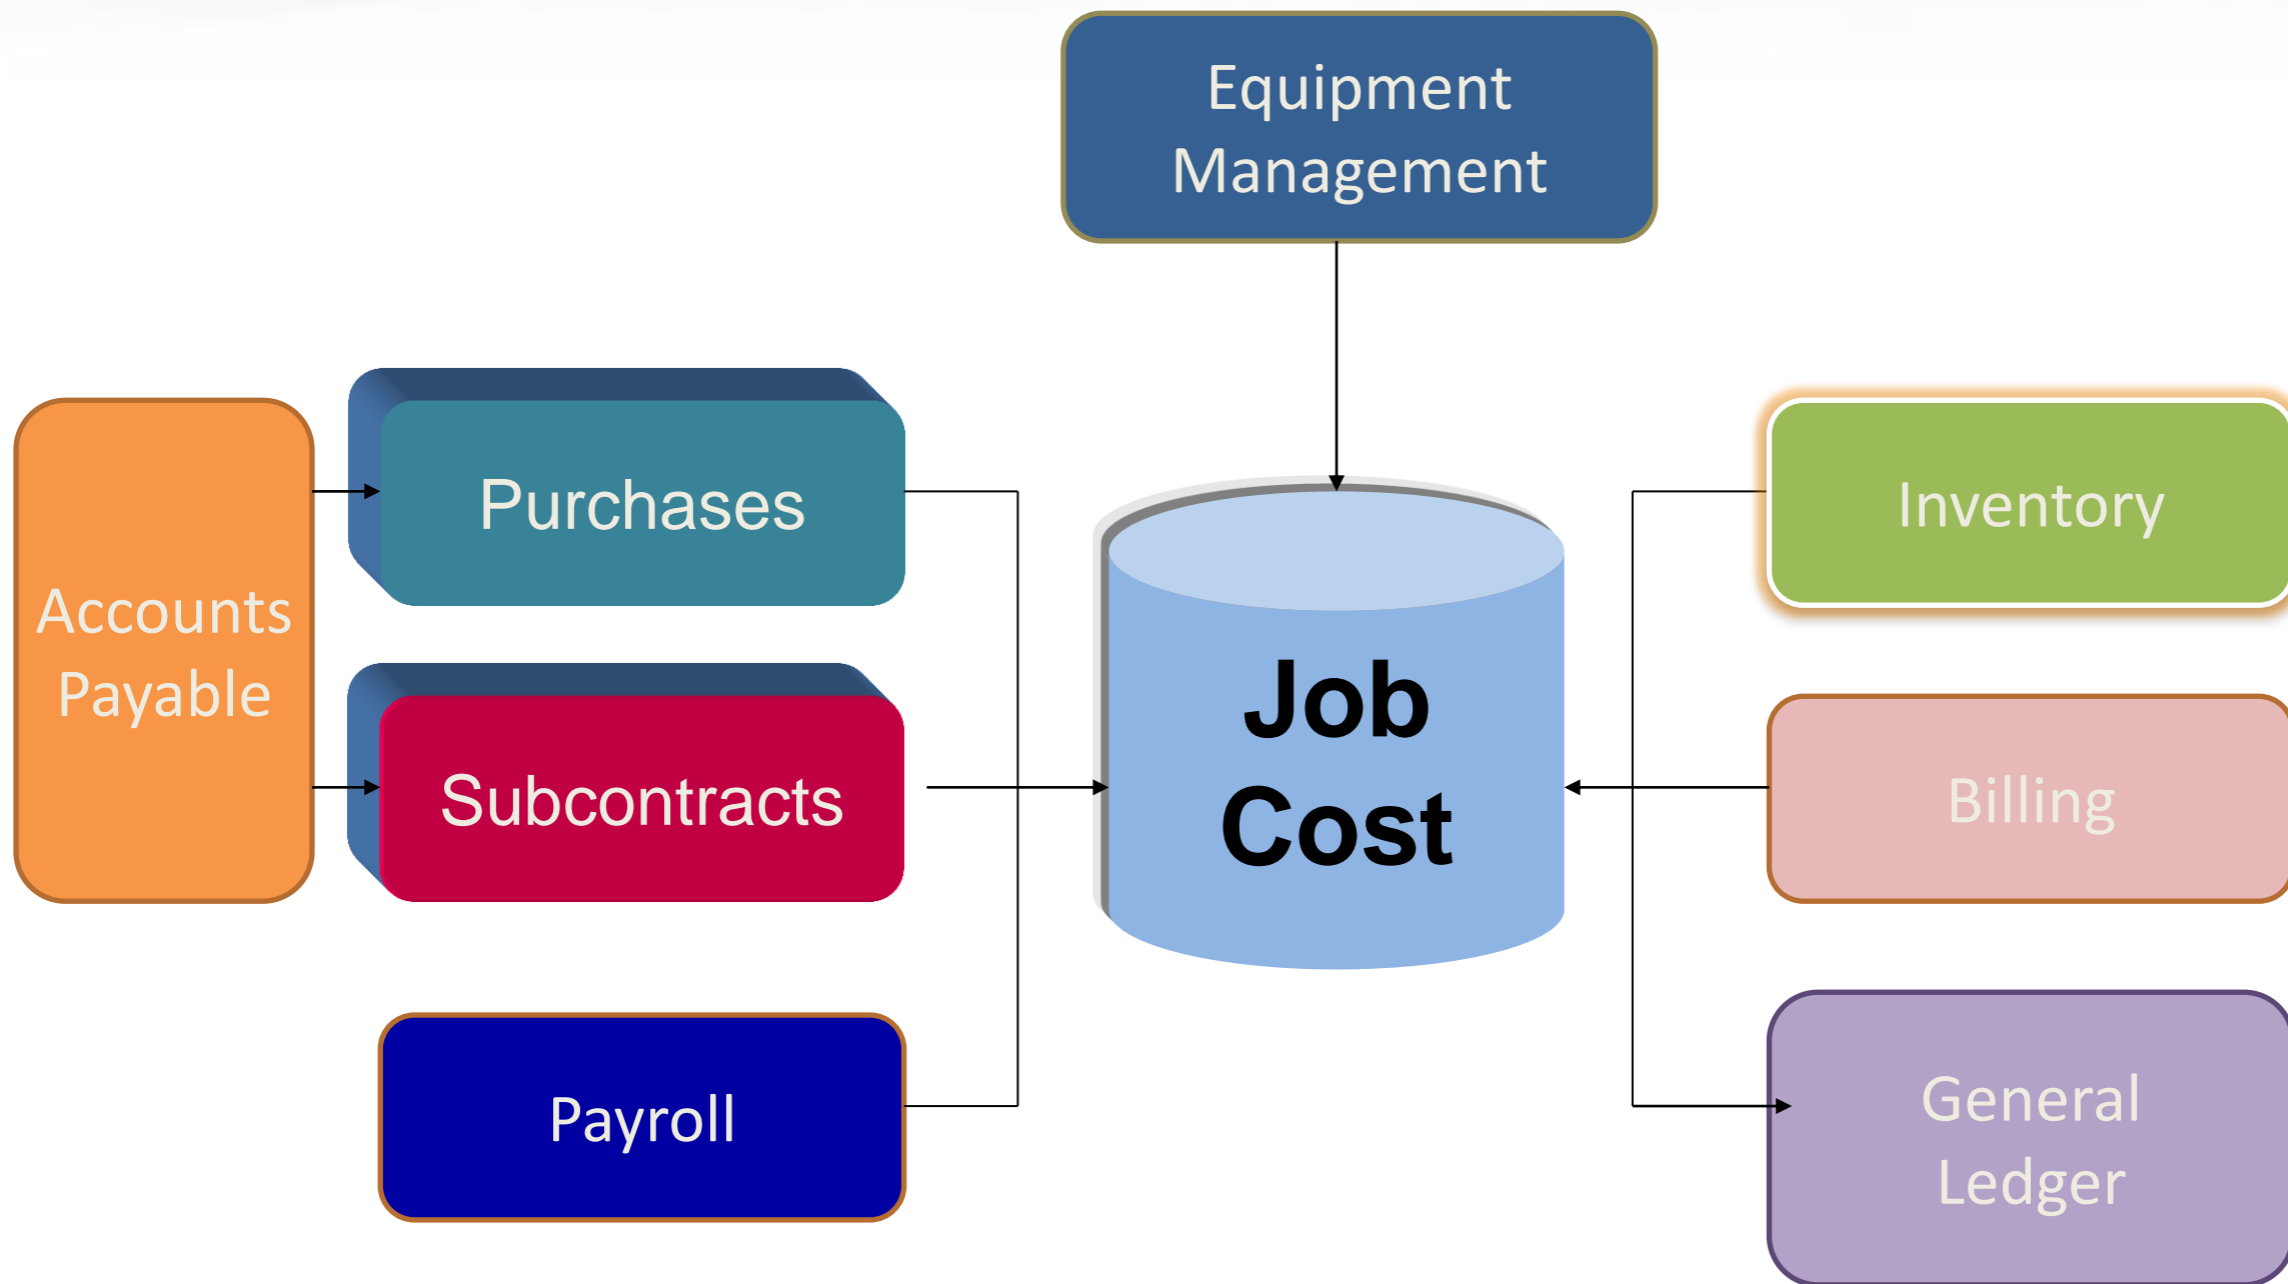 Equipment
Management
Purchases
Inventory
Accounts
Payable
Job
Cost
Subcontracts
Billing
Payroll
General
Ledger